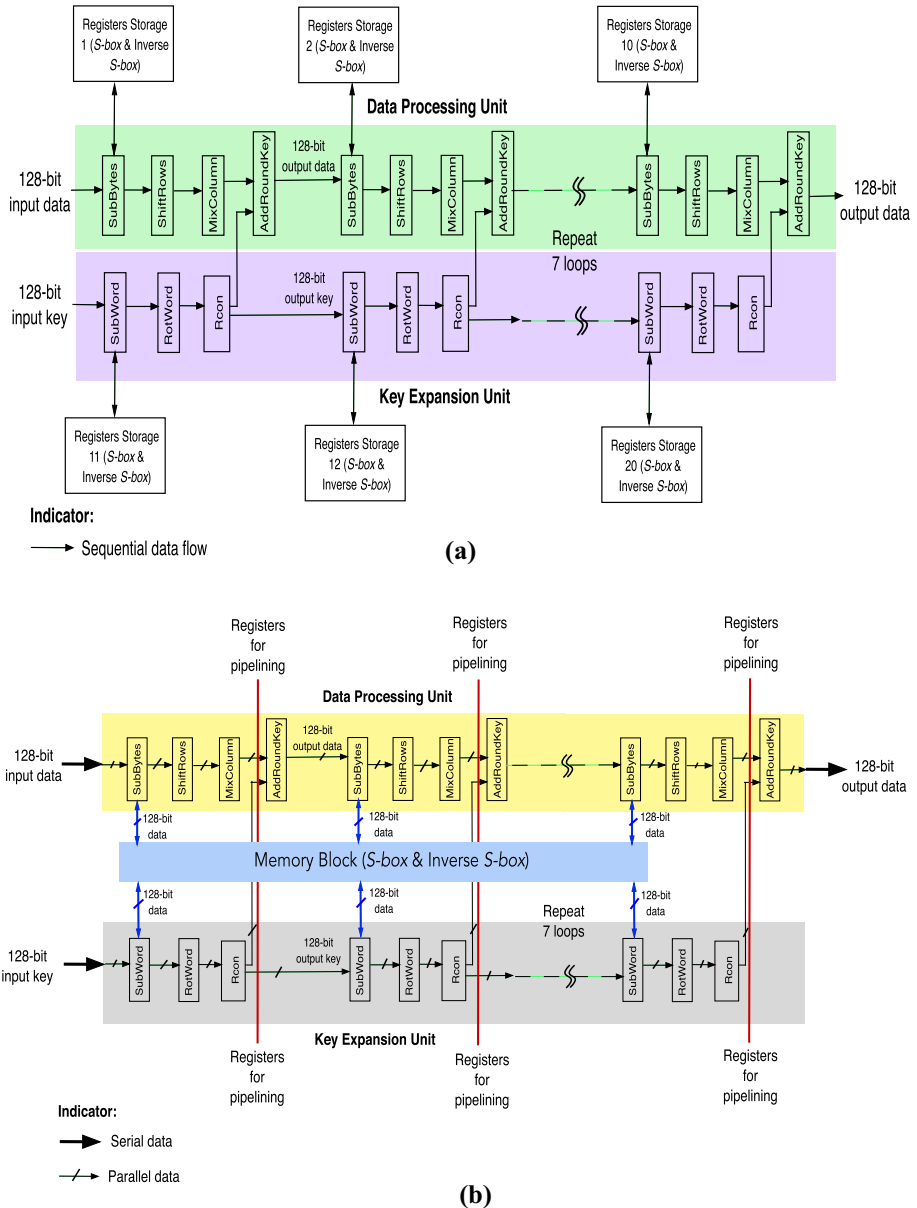 Registers Storage
1 (S-box & Inverse
S-box)
Registers Storage
2 (S-box & Inverse
S-box)
Registers Storage
10 (S-box &
Inverse S-box)
Data Processing Unit
128-bit
input data
SubBytes
ShiftRows
MixColumn
AddRoundKey
128-bit
output data
SubBytes
ShiftRows
MixColumn
AddRoundKey
Repeat
7 loops
SubBytes
ShiftRows
MixColumn
AddRoundKey
128-bit
output data
128-bit
input key
SubWord
RotWord
Rcon
128-bit
output key
SubWord
RotWord
Rcon
SubWord
RotWord
Rcon
Key Expansion Unit
Registers Storage
11 (S-box &
Inverse S-box)
Registers Storage
12 (S-box &
Inverse S-box)
Registers Storage
20 (S-box &
Inverse S-box)
Indicator:
Sequential data flow
(a)
Registers
for
pipelining
Registers
for
pipelining
Registers
for
pipelining
Data Processing Unit
128-bit
input data
SubBytes
ShiftRows
MixColumn
AddRoundKey
128-bit
output data
SubBytes
ShiftRows
MixColumn
AddRoundKey
SubBytes
ShiftRows
MixColumn
AddRoundKey
128-bit
output data
128-bit
data
128-bit
data
128-bit
data
Memory Block (S-box & Inverse S-box)
128-bit
data
128-bit
data
128-bit
data
Repeat
7 loops
128-bit
input key
SubWord
RotWord
Rcon
128-bit
output key
SubWord
RotWord
Rcon
SubWord
RotWord
Rcon
Key Expansion Unit
Registers
for
pipelining
Registers
for
pipelining
Registers
for
pipelining
Indicator:
Serial data
Parallel data
(b)